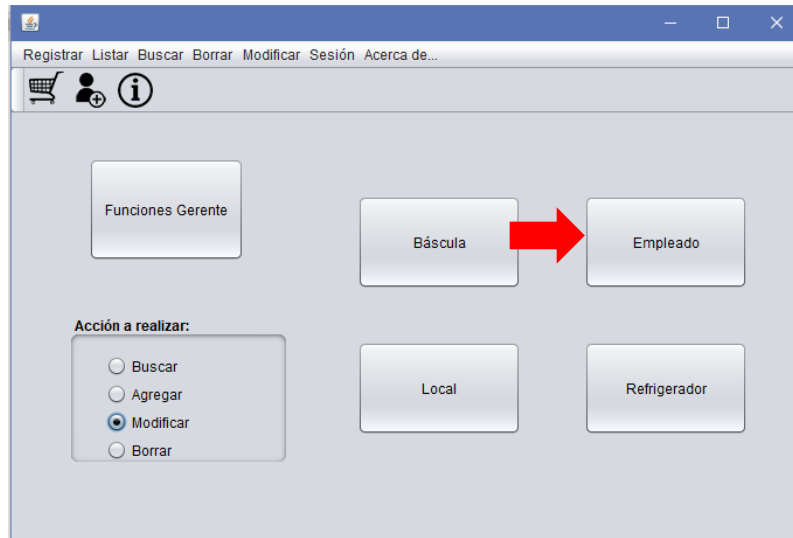 Registrar Listar Buscar Borrar Modificar Sesión Acerca de...
Funciones Gerente
Báscula
Empleado
Acción a realizar:
Buscar
Agregar
Modificar
Borrar
Local
Refrigerador